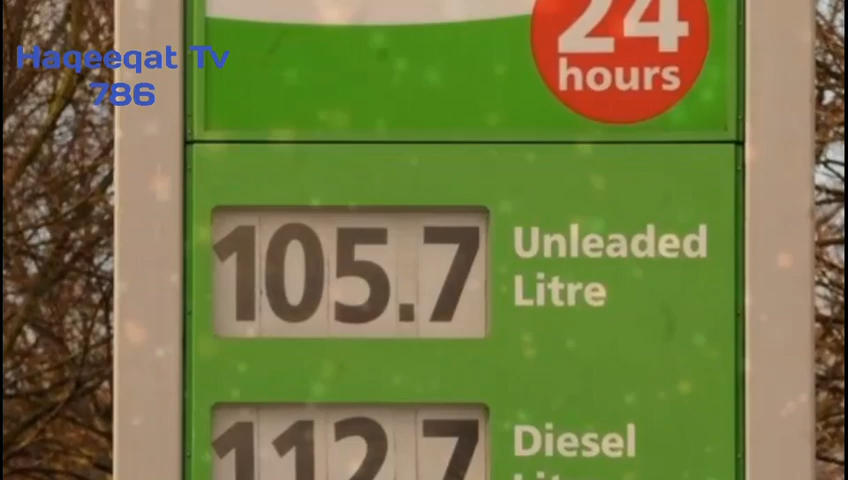 Haqeeqat Tv
786
24
hours
105.7
Unleaded
Litre
112.7
Diesel